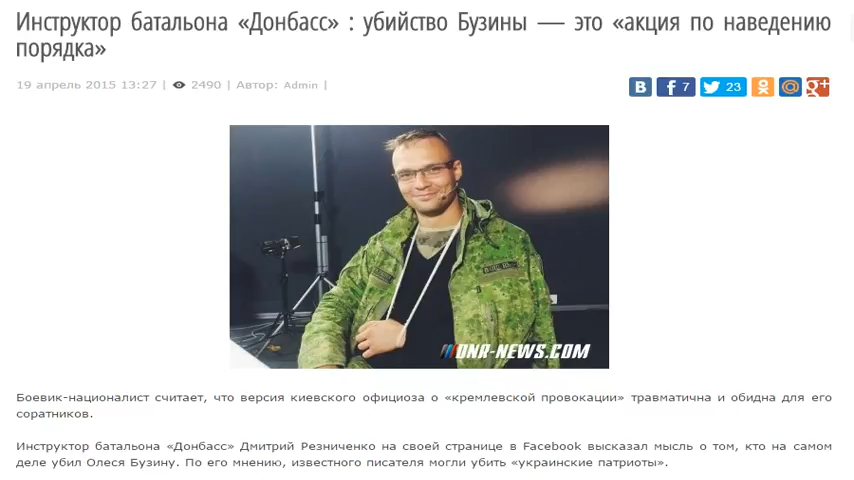 Инструктор батальона «Донбасс» : убийство Бузины — это «акция по наведению
порядка»
19 апрель 2015 13:27 | 2490 | Автор: Admin |
7
23
DNR-NEWS.COM
Боевик-националист считает, что версия киевского официоза о «кремлевской провокации» травматична и обидна для его
соратников.
Инструктор батальона «Донбасс» Дмитрий Резниченко на своей странице в Facebook высказал мысль о том, кто на самом
деле убил Олеся Бузину. По его мнению, известного писателя могли убить «украинские патриоты».